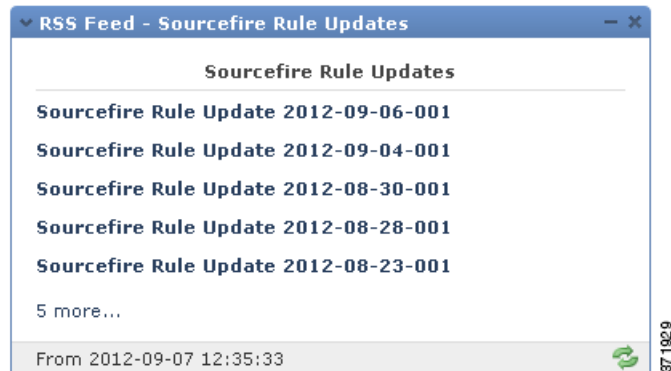 RSS Feed - Sourcefire Rule Updates
Sourcefire Rule Updates
Sourcefire Rule Update 2012-09-06-001
Sourcefire Rule Update 2012-09-04-001
Sourcefire Rule Update 2012-08-30-001
Sourcefire Rule Update 2012-08-28-001
Sourcefire Rule Update 2012-08-23-001
5 more...
From 2012-09-07 12:35:33
371929